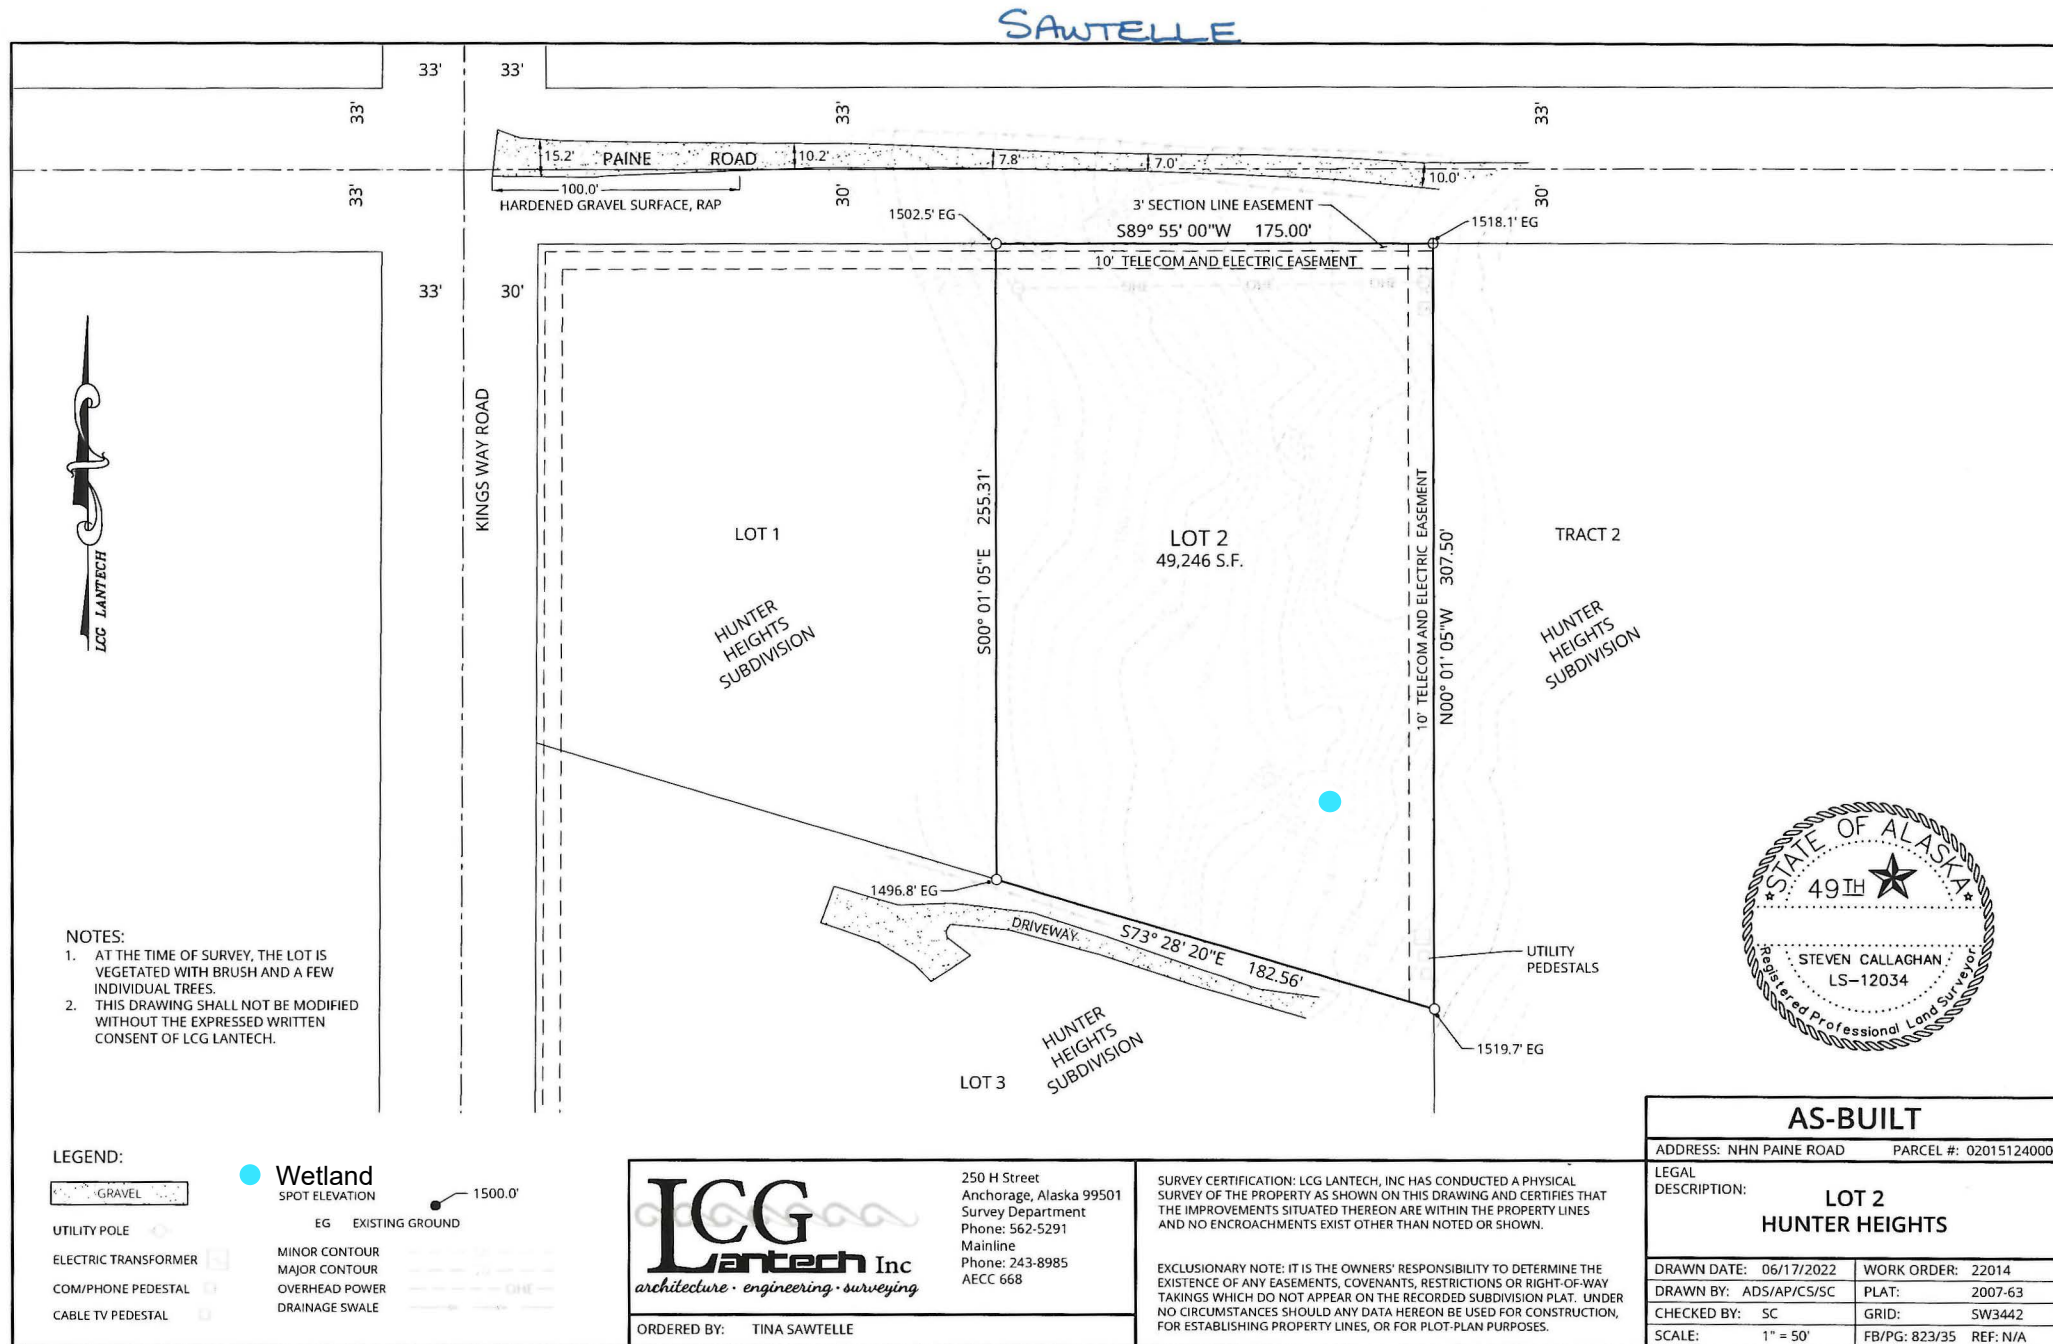 SAWTELLE
33' 33'
33' 33' 33'
15.2' PAINE ROAD 10.2' 7.8' 7.0' 10.0'
33' 30' 30'
100.0'
HARDENED GRAVEL SURFACE, RAP
1502.5' EG
3' SECTION LINE EASEMENT
1518.1' EG
S89° 55' 00"W 175.00'
10' TELECOM AND ELECTRIC EASEMENT
33' 30'
KINGS WAY ROAD
LCG LANTECH
S00° 01' 05"E 255.31'
LOT 1
HUNTER
HEIGHTS
SUBDIVISION
LOT 2
49,246 S.F.
10' TELECOM AND ELECTRIC EASEMENT
N00° 01' 05"W 307.50'
TRACT 2
HUNTER
HEIGHTS
SUBDIVISION
1496.8' EG
DRIVEWAY
S73° 28' 20"E 182.56'
UTILITY
PEDESTALS
1519.7' EG
HUNTER
HEIGHTS
SUBDIVISION
LOT 3
STATE OF ALASKA
49TH
STEVEN CALLAGHAN
LS-12034
Registered Professional Land Surveyor
NOTES:
1. AT THE TIME OF SURVEY, THE LOT IS
VEGETATED WITH BRUSH AND A FEW
INDIVIDUAL TREES.
2. THIS DRAWING SHALL NOT BE MODIFIED
WITHOUT THE EXPRESSED WRITTEN
CONSENT OF LCG LANTECH.
LEGEND:
GRAVEL
UTILITY POLE
ELECTRIC TRANSFORMER
COM/PHONE PEDESTAL
CABLE TV PEDESTAL
Wetland
SPOT ELEVATION 1500.0'
EG EXISTING GROUND
MINOR CONTOUR
MAJOR CONTOUR
OVERHEAD POWER OHE
DRAINAGE SWALE
LCG
Lantech Inc
architecture · engineering · surveying
250 H Street
Anchorage, Alaska 99501
Survey Department
Phone: 562-5291
Mainline
Phone: 243-8985
AECC 668
ORDERED BY: TINA SAWTELLE
SURVEY CERTIFICATION: LCG LANTECH, INC HAS CONDUCTED A PHYSICAL
SURVEY OF THE PROPERTY AS SHOWN ON THIS DRAWING AND CERTIFIES THAT
THE IMPROVEMENTS SITUATED THEREON ARE WITHIN THE PROPERTY LINES
AND NO ENCROACHMENTS EXIST OTHER THAN NOTED OR SHOWN.
EXCLUSIONARY NOTE: IT IS THE OWNERS' RESPONSIBILITY TO DETERMINE THE
EXISTENCE OF ANY EASEMENTS, COVENANTS, RESTRICTIONS OR RIGHT-OF-WAY
TAKINGS WHICH DO NOT APPEAR ON THE RECORDED SUBDIVISION PLAT. UNDER
NO CIRCUMSTANCES SHOULD ANY DATA HEREON BE USED FOR CONSTRUCTION,
FOR ESTABLISHING PROPERTY LINES, OR FOR PLOT-PLAN PURPOSES.
AS-BUILT
ADDRESS: NHN PAINE ROAD PARCEL #: 02015124000
LEGAL
DESCRIPTION:
LOT 2
HUNTER HEIGHTS
DRAWN DATE: 06/17/2022 WORK ORDER: 22014
DRAWN BY: ADS/AP/CS/SC PLAT: 2007-63
CHECKED BY: SC GRID: SW3442
SCALE: 1" = 50' FB/PG: 823/35 REF: N/A